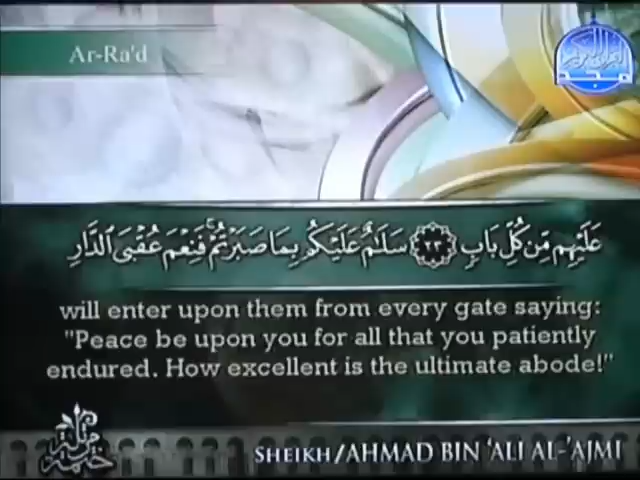 Ar-Ra'd
مجد
عَلَيْهِم مِّن كُلِّ بَابٍ ﴿٢٣﴾ سَلَٰمٌ عَلَيْكُم بِمَا صَبَرْتُمْ ۚ فَنِعْمَ عُقْبَى ٱلدَّارِ
will enter upon them from every gate saying:
"Peace be upon you for all that you patiently
endured. How excellent is the ultimate abode!"
SHEIKH/AHMAD BIN 'ALI AL-'AJMI